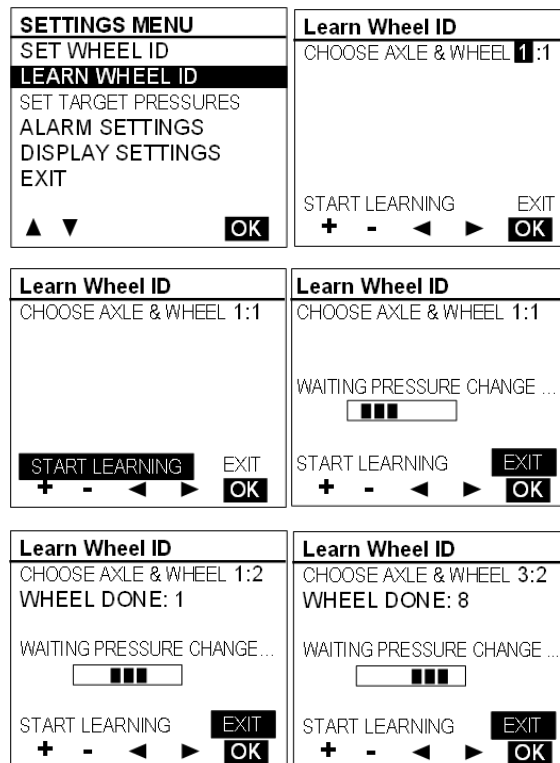 SETTINGS MENU
SET WHEEL ID
LEARN WHEEL ID
SET TARGET PRESSURES
ALARM SETTINGS
DISPLAY SETTINGS
EXIT
▲ ▼ OK
Learn Wheel ID
CHOOSE AXLE & WHEEL 1:1
START LEARNING EXIT
+ - ◄ ► OK
Learn Wheel ID
CHOOSE AXLE & WHEEL 1:1
START LEARNING EXIT
+ - ◄ ► OK
Learn Wheel ID
CHOOSE AXLE & WHEEL 1:1
WAITING PRESSURE CHANGE ...
START LEARNING EXIT
+ - ◄ ► OK
Learn Wheel ID
CHOOSE AXLE & WHEEL 1:2
WHEEL DONE: 1
WAITING PRESSURE CHANGE...
START LEARNING EXIT
+ - ◄ ► OK
Learn Wheel ID
CHOOSE AXLE & WHEEL 3:2
WHEEL DONE: 8
WAITING PRESSURE CHANGE ...
START LEARNING EXIT
+ - ◄ ► OK